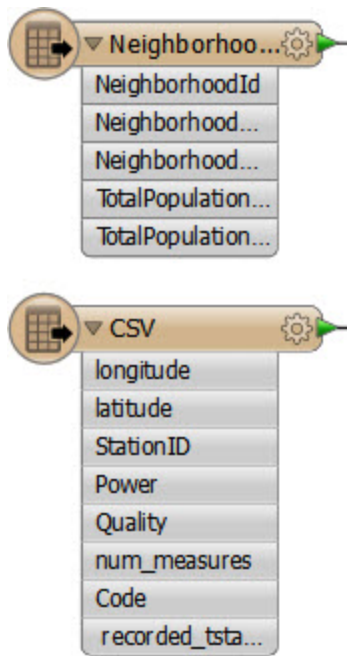 Neighborhoo...
NeighborhoodId
Neighborhood...
Neighborhood...
TotalPopulation...
TotalPopulation...
CSV
longitude
latitude
StationID
Power
Quality
num_measures
Code
recorded_tsta...